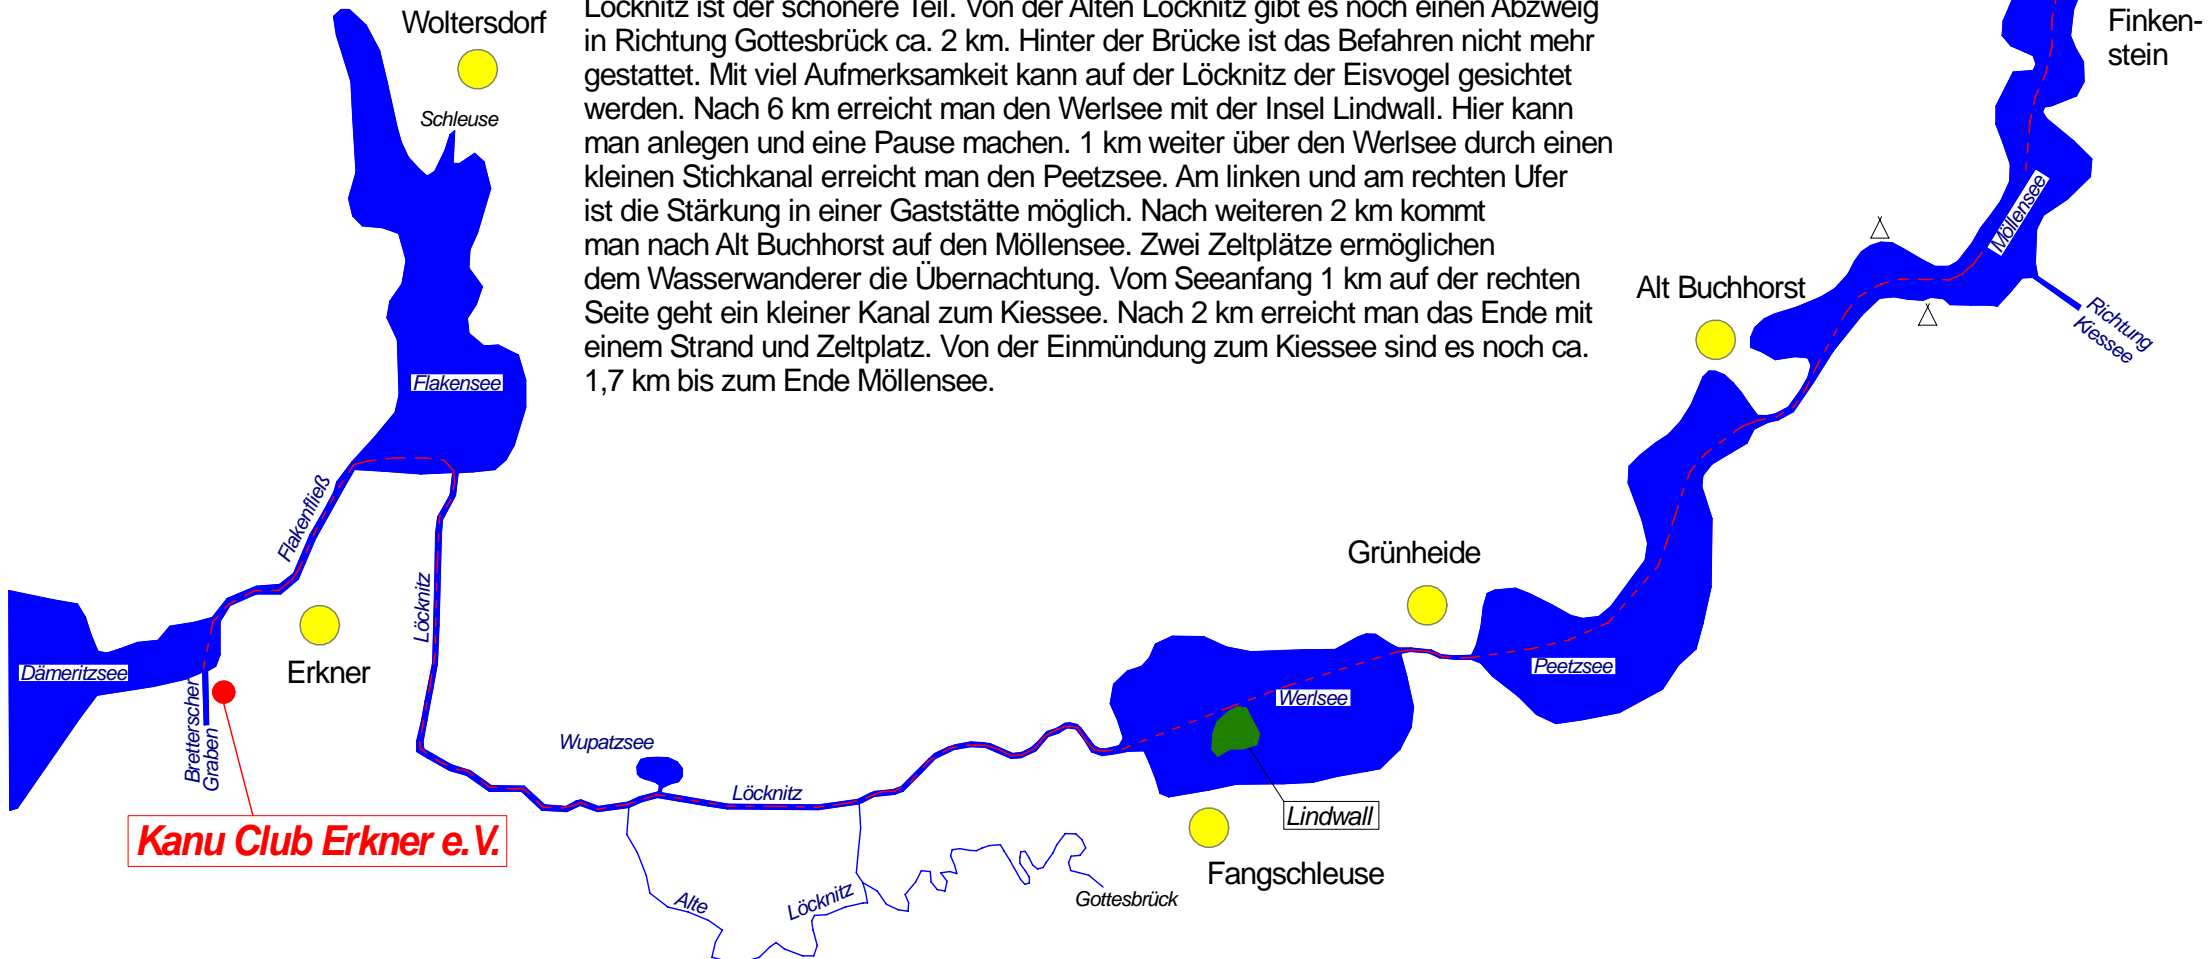 Löcknitz ist der schönere Teil. Von der Alten Löcknitz gibt es noch einen Abzweig
in Richtung Gottesbrück ca. 2 km. Hinter der Brücke ist das Befahren nicht mehr
gestattet. Mit viel Aufmerksamkeit kann auf der Löcknitz der Eisvogel gesichtet
werden. Nach 6 km erreicht man den Werlsee mit der Insel Lindwall. Hier kann
man anlegen und eine Pause machen. 1 km weiter über den Werlsee durch einen
kleinen Stichkanal erreicht man den Peetzsee. Am linken und am rechten Ufer
ist die Stärkung in einer Gaststätte möglich. Nach weiteren 2 km kommt
man nach Alt Buchhorst auf den Möllensee. Zwei Zeltplätze ermöglichen
dem Wasserwanderer die Übernachtung. Vom Seeanfang 1 km auf der rechten
Seite geht ein kleiner Kanal zum Kiessee. Nach 2 km erreicht man das Ende mit
einem Strand und Zeltplatz. Von der Einmündung zum Kiessee sind es noch ca.
1,7 km bis zum Ende Möllensee.
Woltersdorf
Schleuse
Finken-
stein
Möllensee
Alt Buchhorst
Richtung
Kiessee
Flakensee
Flakenfließ
Löcknitz
Grünheide
Erkner
Dämeritzsee
Bretterscher
Graben
Peetzsee
Werlsee
Wupatzsee
Löcknitz
Lindwall
Kanu Club Erkner e.V.
Fangschleuse
Alte
Löcknitz
Gottesbrück